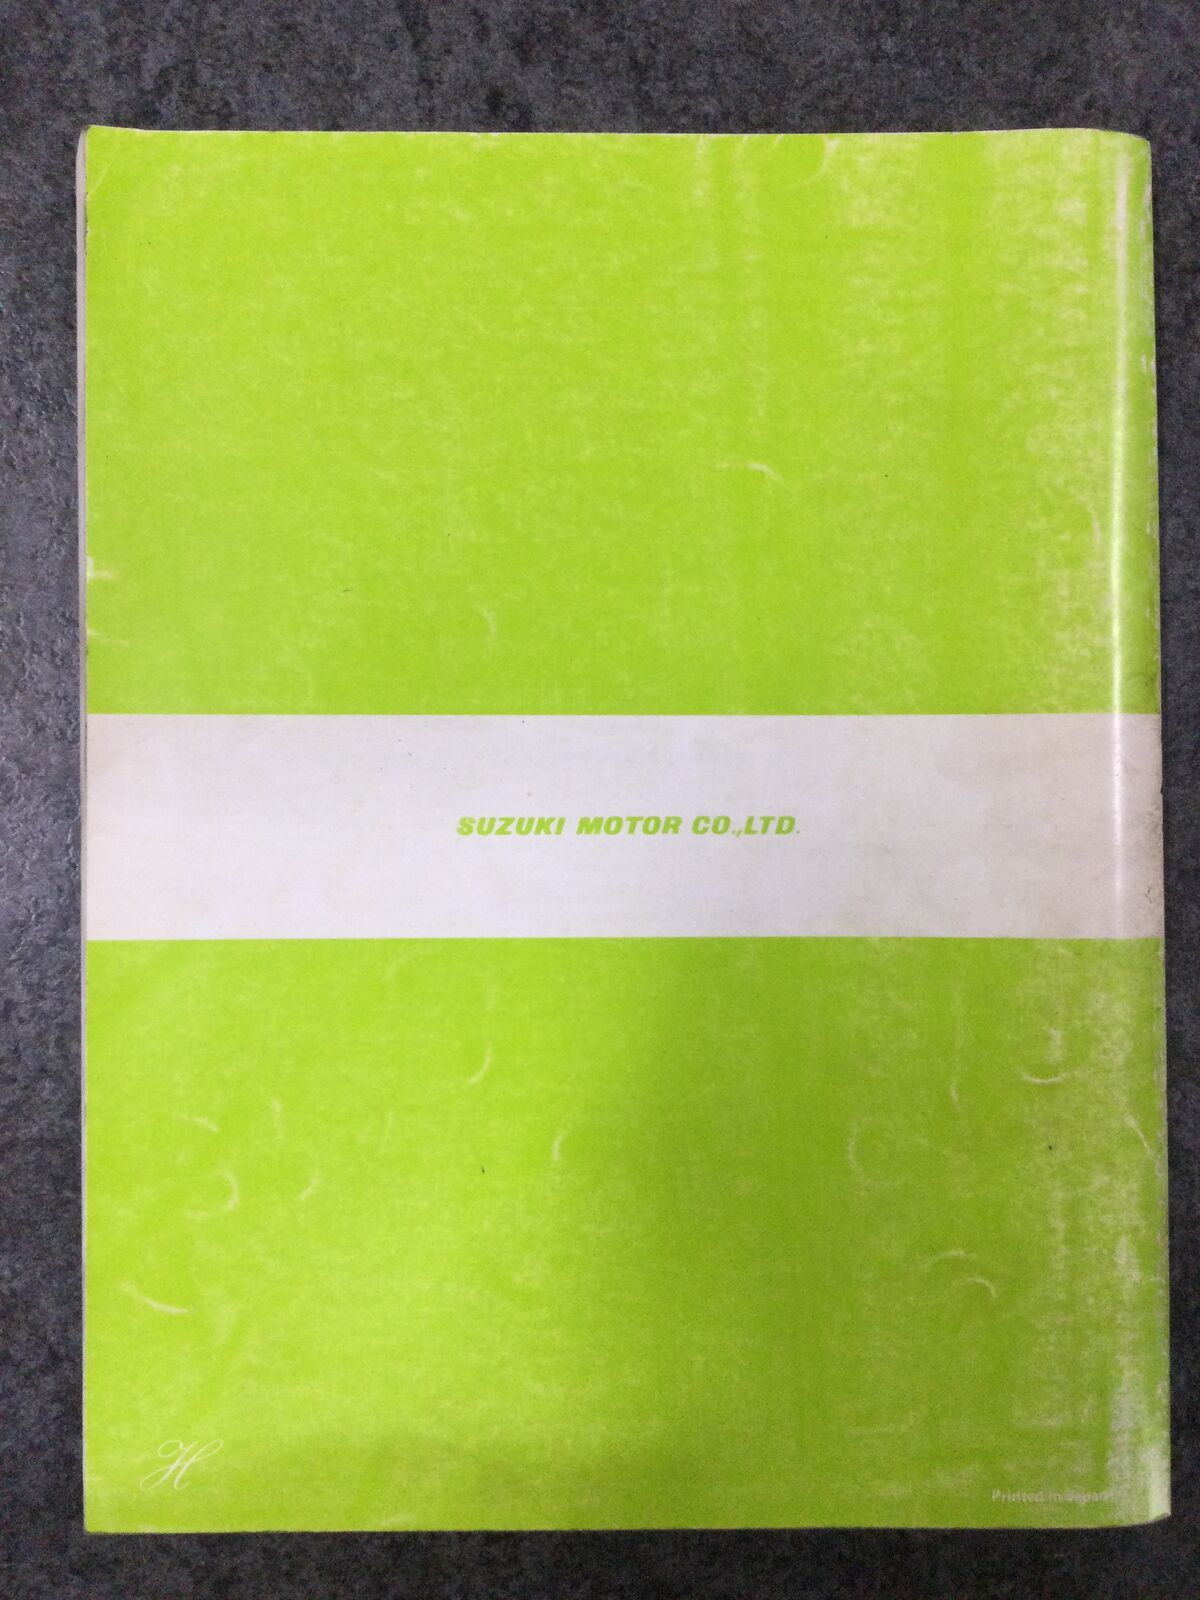 SUZUKI MOTOR CO.,LTD.
H
Printed in Japan